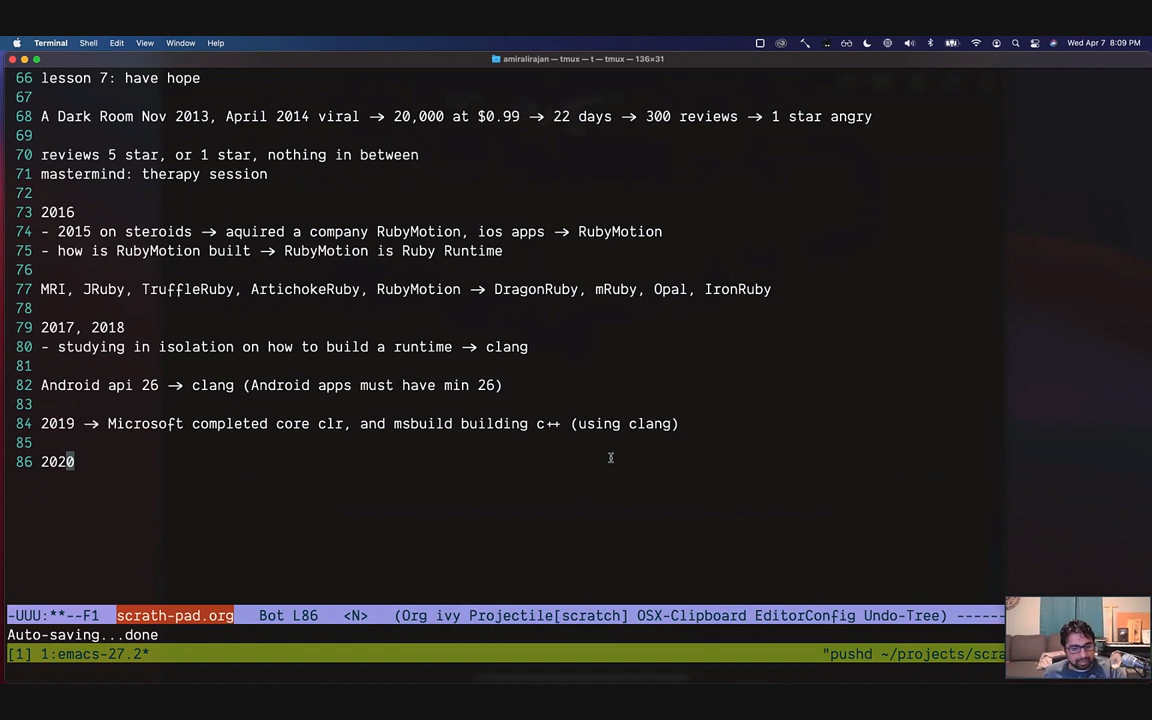 Terminal Shell Edit View Window Help Wed Apr 7 8:09 PM
amiralirajan — tmux — t — tmux — 136×31
66 lesson 7: have hope
67
68 A Dark Room Nov 2013, April 2014 viral → 20,000 at $0.99 → 22 days → 300 reviews → 1 star angry
69
70 reviews 5 star, or 1 star, nothing in between
71 mastermind: therapy session
72
73 2016
74 - 2015 on steroids → aquired a company RubyMotion, ios apps → RubyMotion
75 - how is RubyMotion built → RubyMotion is Ruby Runtime
76
77 MRI, JRuby, TruffleRuby, ArtichokeRuby, RubyMotion → DragonRuby, mRuby, Opal, IronRuby
78
79 2017, 2018
80 - studying in isolation on how to build a runtime → clang
81
82 Android api 26 → clang (Android apps must have min 26)
83
84 2019 → Microsoft completed core clr, and msbuild building c++ (using clang)
85
86 2020
-UUU:**--F1 scrath-pad.org Bot L86 <N> (Org ivy Projectile[scratch] OSX-Clipboard EditorConfig Undo-Tree) ------
Auto-saving...done
[1] 1:emacs-27.2* "pushd ~/projects/scra